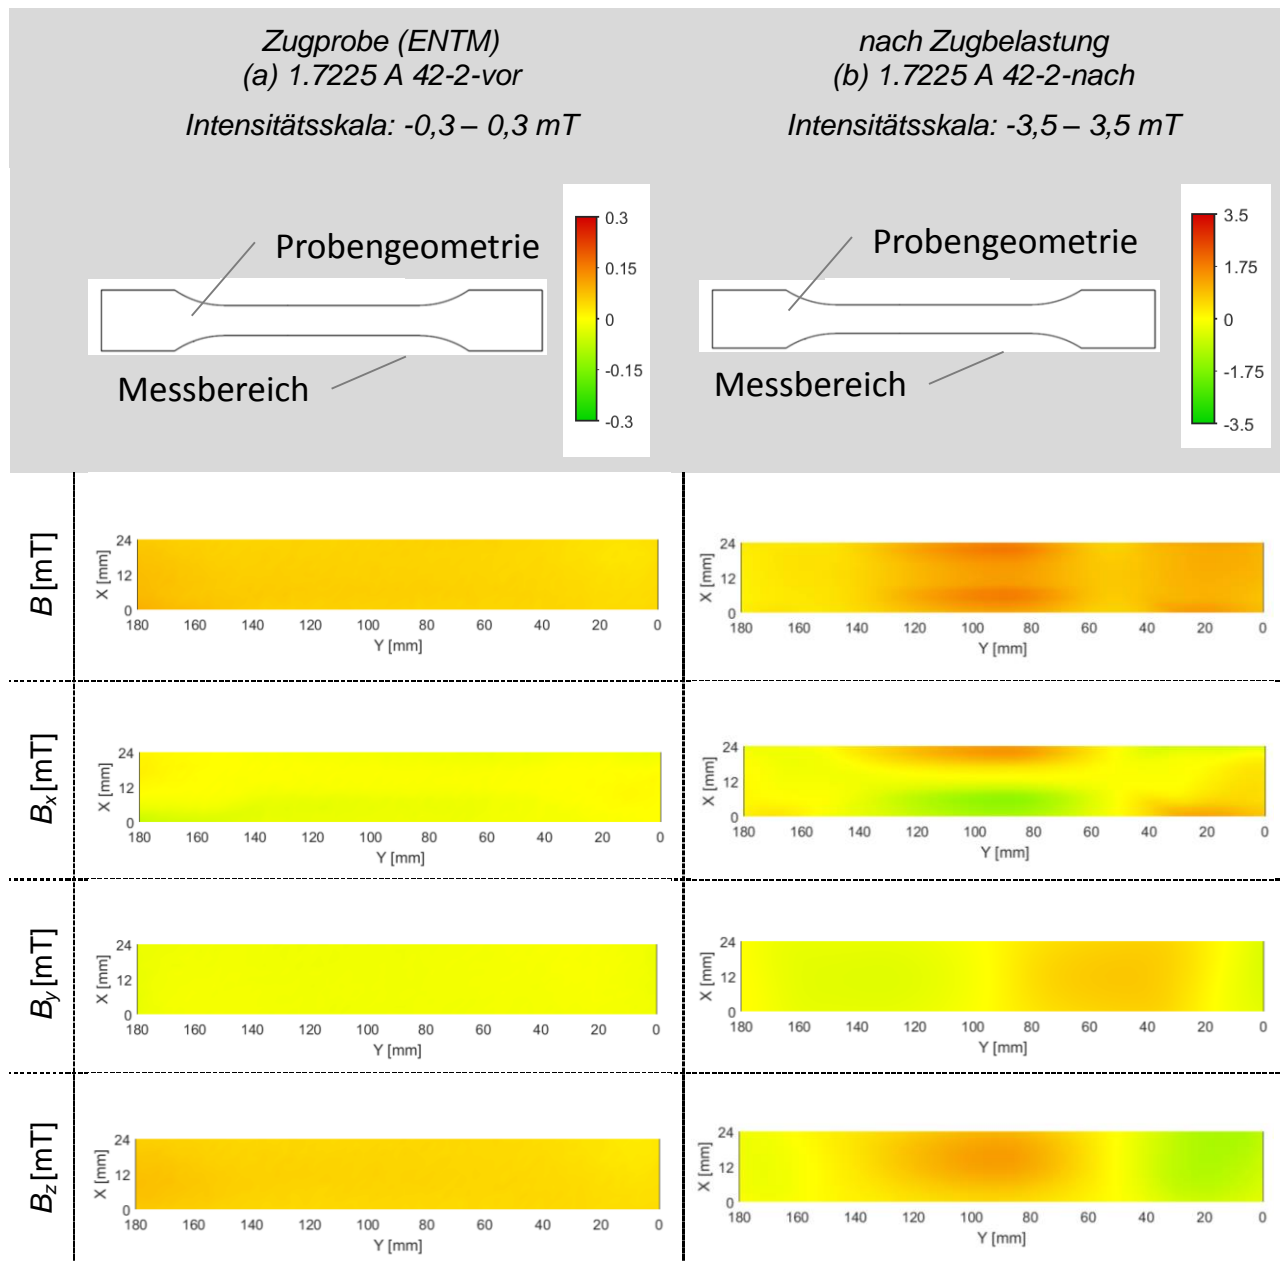 Zugprobe (ENTM)
(a) 1.7225 A 42-2-vor
Intensitätsskala: -0,3 – 0,3 mT
nach Zugbelastung
(b) 1.7225 A 42-2-nach
Intensitätsskala: -3,5 – 3,5 mT
Probengeometrie
Messbereich
0.3
0.15
0
-0.15
-0.3
Probengeometrie
Messbereich
3.5
1.75
0
-1.75
-3.5
B [mT]
X [mm]
24
12
0
180 160 140 120 100 80 60 40 20 0
Y [mm]
X [mm]
24
12
0
180 160 140 120 100 80 60 40 20 0
Y [mm]
Bx [mT]
X [mm]
24
12
0
180 160 140 120 100 80 60 40 20 0
Y [mm]
X [mm]
24
12
0
180 160 140 120 100 80 60 40 20 0
Y [mm]
By [mT]
X [mm]
24
12
0
180 160 140 120 100 80 60 40 20 0
Y [mm]
X [mm]
24
12
0
180 160 140 120 100 80 60 40 20 0
Y [mm]
Bz [mT]
X [mm]
24
12
0
180 160 140 120 100 80 60 40 20 0
Y [mm]
X [mm]
24
12
0
180 160 140 120 100 80 60 40 20 0
Y [mm]